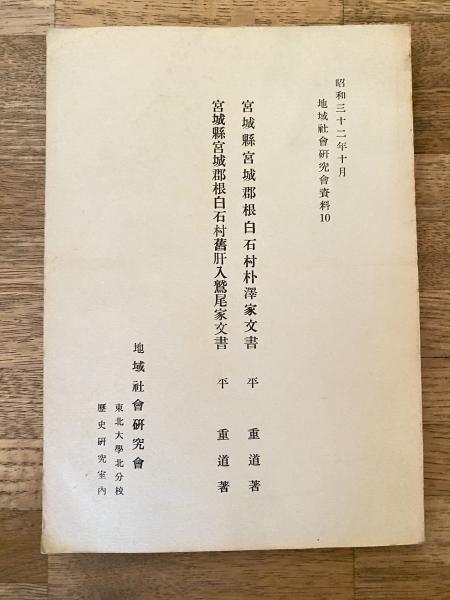 昭和三十二年十月
地域社會研究會資料10
宮城縣宮城郡根白石村朴澤家文書 平 重道著
宮城縣宮城郡根白石村舊肝入鷲尾家文書 平 重道著
地域社會研究會
東北大學北分校
歷史研究室內